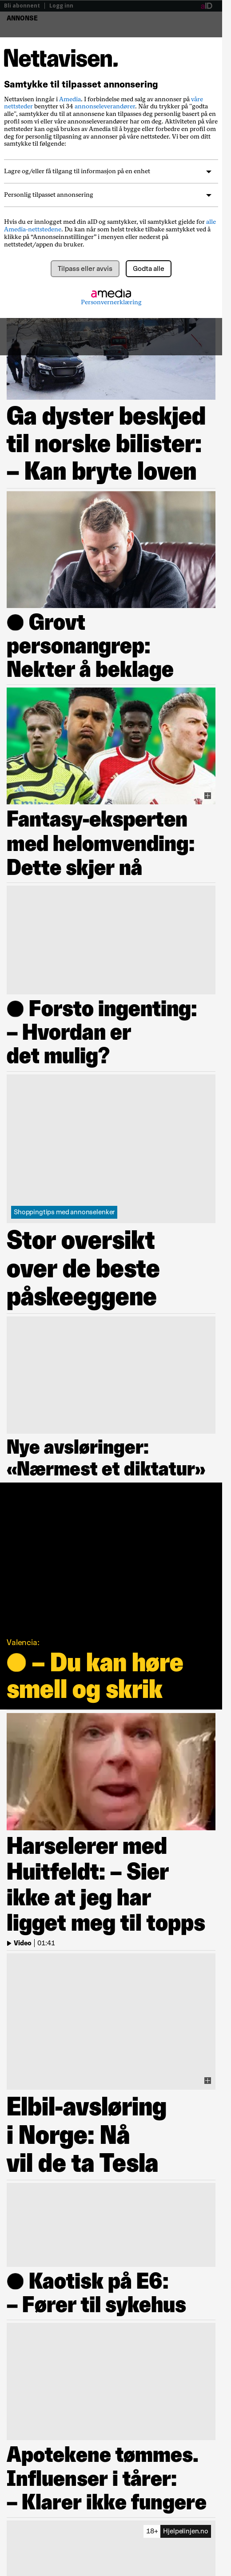 Bli abonnent | Logg inn
aID
ANNONSE
Nettavisen.
Samtykke til tilpasset annonsering
Nettavisen inngår i Amedia. I forbindelse med salg av annonser på våre
nettsteder benytter vi 34 annonseleverandører. Når du trykker på "godta
alle", samtykker du til at annonsene kan tilpasses deg personlig basert på en
profil som vi eller våre annonseleverandører har om deg. Aktiviteten på våre
nettsteder kan også brukes av Amedia til å bygge eller forbedre en profil om
deg for personlig tilpasning av annonser på våre nettsteder. Vi ber om ditt
samtykke til følgende:
Lagre og/eller få tilgang til informasjon på en enhet
Personlig tilpasset annonsering
Hvis du er innlogget med din aID og samtykker, vil samtykket gjelde for alle
Amedia-nettstedene. Du kan når som helst trekke tilbake samtykket ved å
klikke på “Annonseinnstillinger” i menyen eller nederst på
nettstedet/appen du bruker.
Tilpass eller avvis
Godta alle
amedia
Personvernerklæring
Ga dyster beskjed
til norske bilister:
– Kan bryte loven
● Grovt
personangrep:
Nekter å beklage
Fantasy-eksperten
med helomvending:
Dette skjer nå
● Forsto ingenting:
– Hvordan er
det mulig?
Shoppingtips med annonselenker
Stor oversikt
over de beste
påskeeggene
Nye avsløringer:
«Nærmest et diktatur»
Valencia:
● – Du kan høre
smell og skrik
Harselerer med
Huitfeldt: – Sier
ikke at jeg har
ligget meg til topps
Video | 01:41
Elbil-avsløring
i Norge: Nå
vil de ta Tesla
● Kaotisk på E6:
– Fører til sykehus
Apotekene tømmes.
Influenser i tårer:
– Klarer ikke fungere
18+ Hjelpelinjen.no